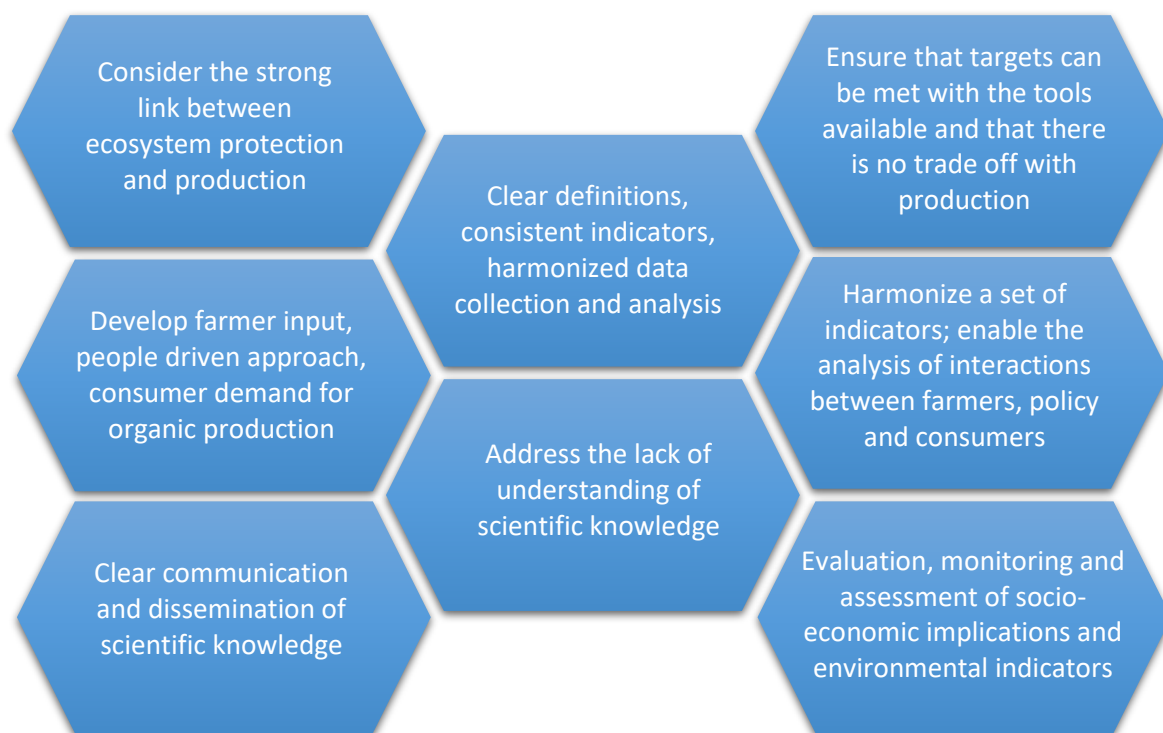 Consider the strong
link between
ecosystem protection
and production
Ensure that targets can
be met with the tools
available and that there
is no trade off with
production
Clear definitions,
consistent indicators,
harmonized data
collection and analysis
Develop farmer input,
people driven approach,
consumer demand for
organic production
Harmonize a set of
indicators; enable the
analysis of interactions
between farmers, policy
and consumers
Address the lack of
understanding of
scientific knowledge
Clear communication
and dissemination of
scientific knowledge
Evaluation, monitoring and
assessment of socio-
economic implications and
environmental indicators